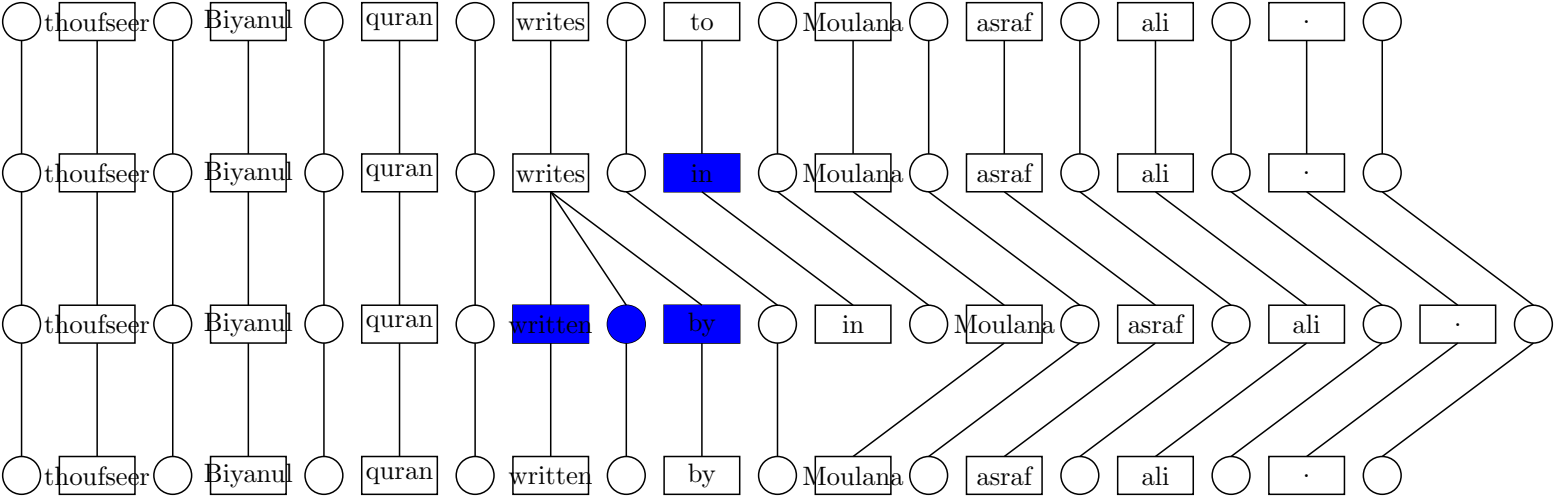 thoufseer Biyanul quran writes to Moulana asraf ali .
thoufseer Biyanul quran writes in Moulana asraf ali .
thoufseer Biyanul quran written by in Moulana asraf ali .
thoufseer Biyanul quran written by Moulana asraf ali .